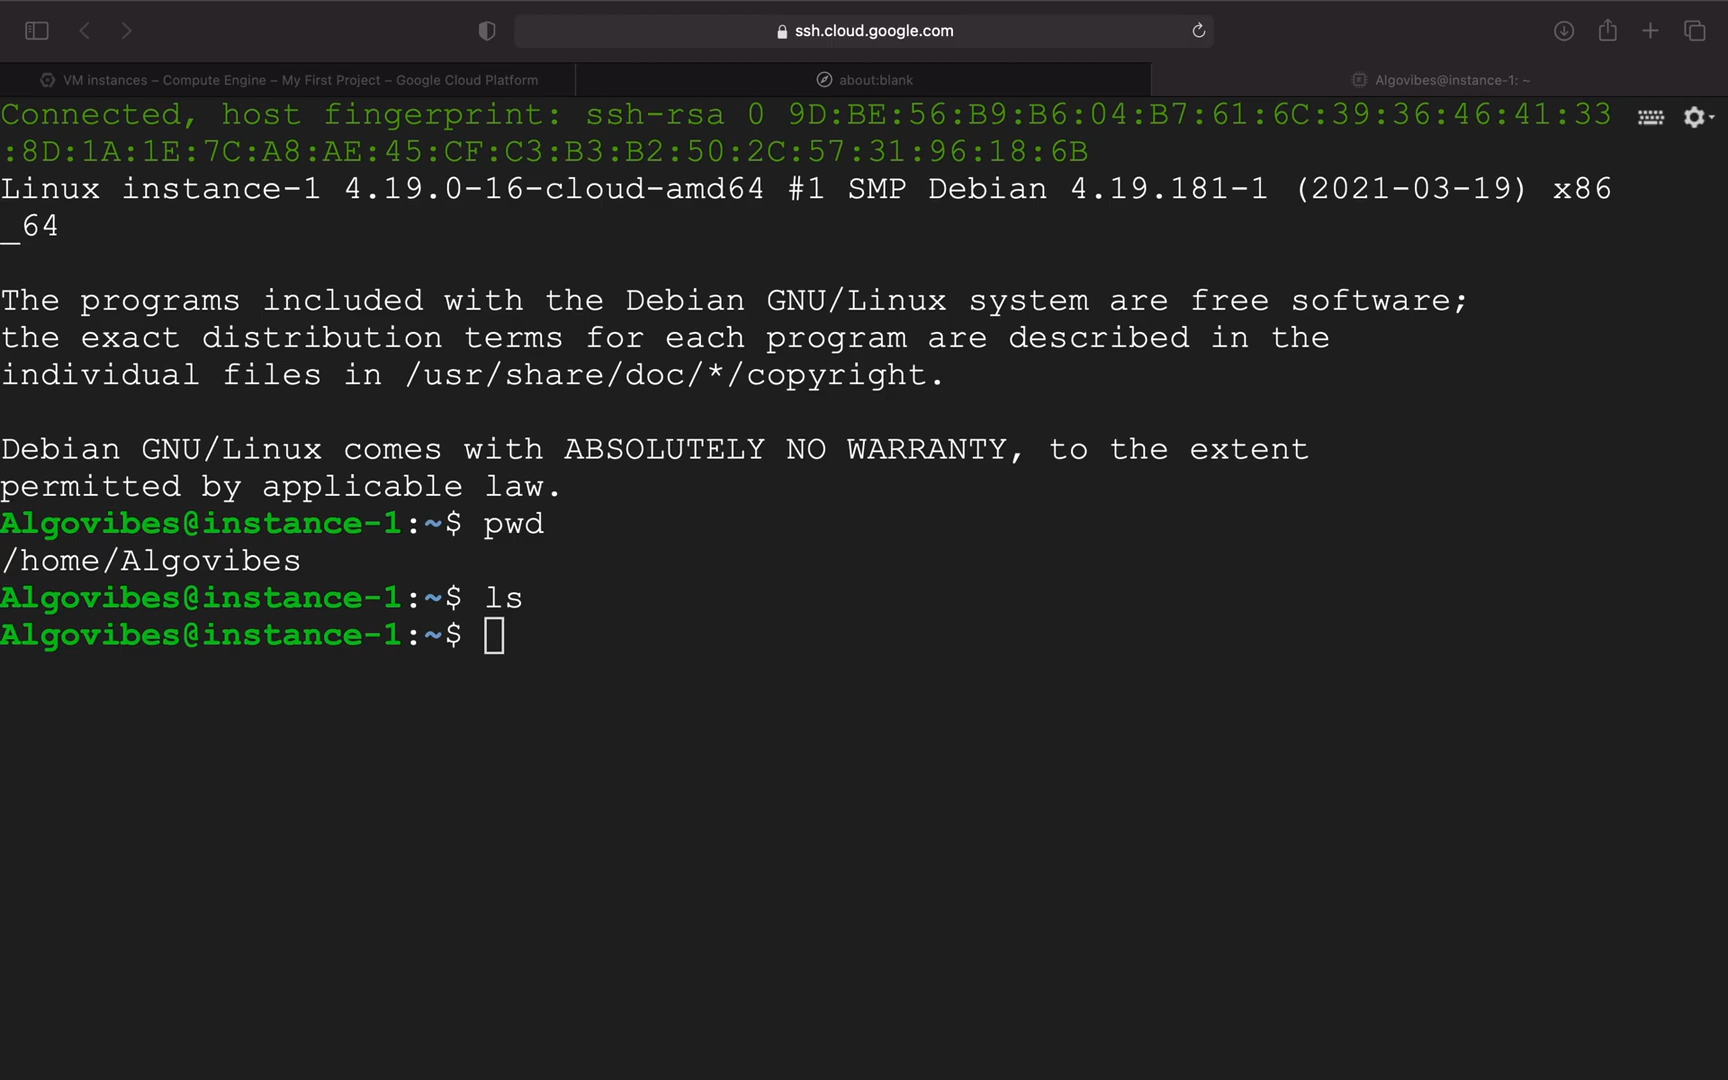 ssh.cloud.google.com
VM instances – Compute Engine – My First Project – Google Cloud Platform
about:blank
Algovibes@instance-1: ~
Connected, host fingerprint: ssh-rsa 0 9D:BE:56:B9:B6:04:B7:61:6C:39:36:46:41:33
:8D:1A:1E:7C:A8:AE:45:CF:C3:B3:B2:50:2C:57:31:96:18:6B
Linux instance-1 4.19.0-16-cloud-amd64 #1 SMP Debian 4.19.181-1 (2021-03-19) x86
_64
The programs included with the Debian GNU/Linux system are free software;
the exact distribution terms for each program are described in the
individual files in /usr/share/doc/*/copyright.
Debian GNU/Linux comes with ABSOLUTELY NO WARRANTY, to the extent
permitted by applicable law.
Algovibes@instance-1:~$ pwd
/home/Algovibes
Algovibes@instance-1:~$ ls
Algovibes@instance-1:~$